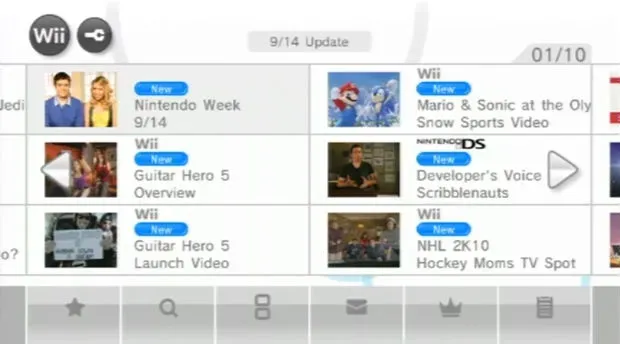 Wii
9/14 Update
01/10
Jedi
New
Nintendo Week
9/14
Wii
New
Mario & Sonic at the Oly
Snow Sports Video
Wii
New
Guitar Hero 5
Overview
NINTENDO DS
New
Developer's Voice
Scribblenauts
o?
Wii
New
Guitar Hero 5
Launch Video
Wii
New
NHL 2K10
Hockey Moms TV Spot